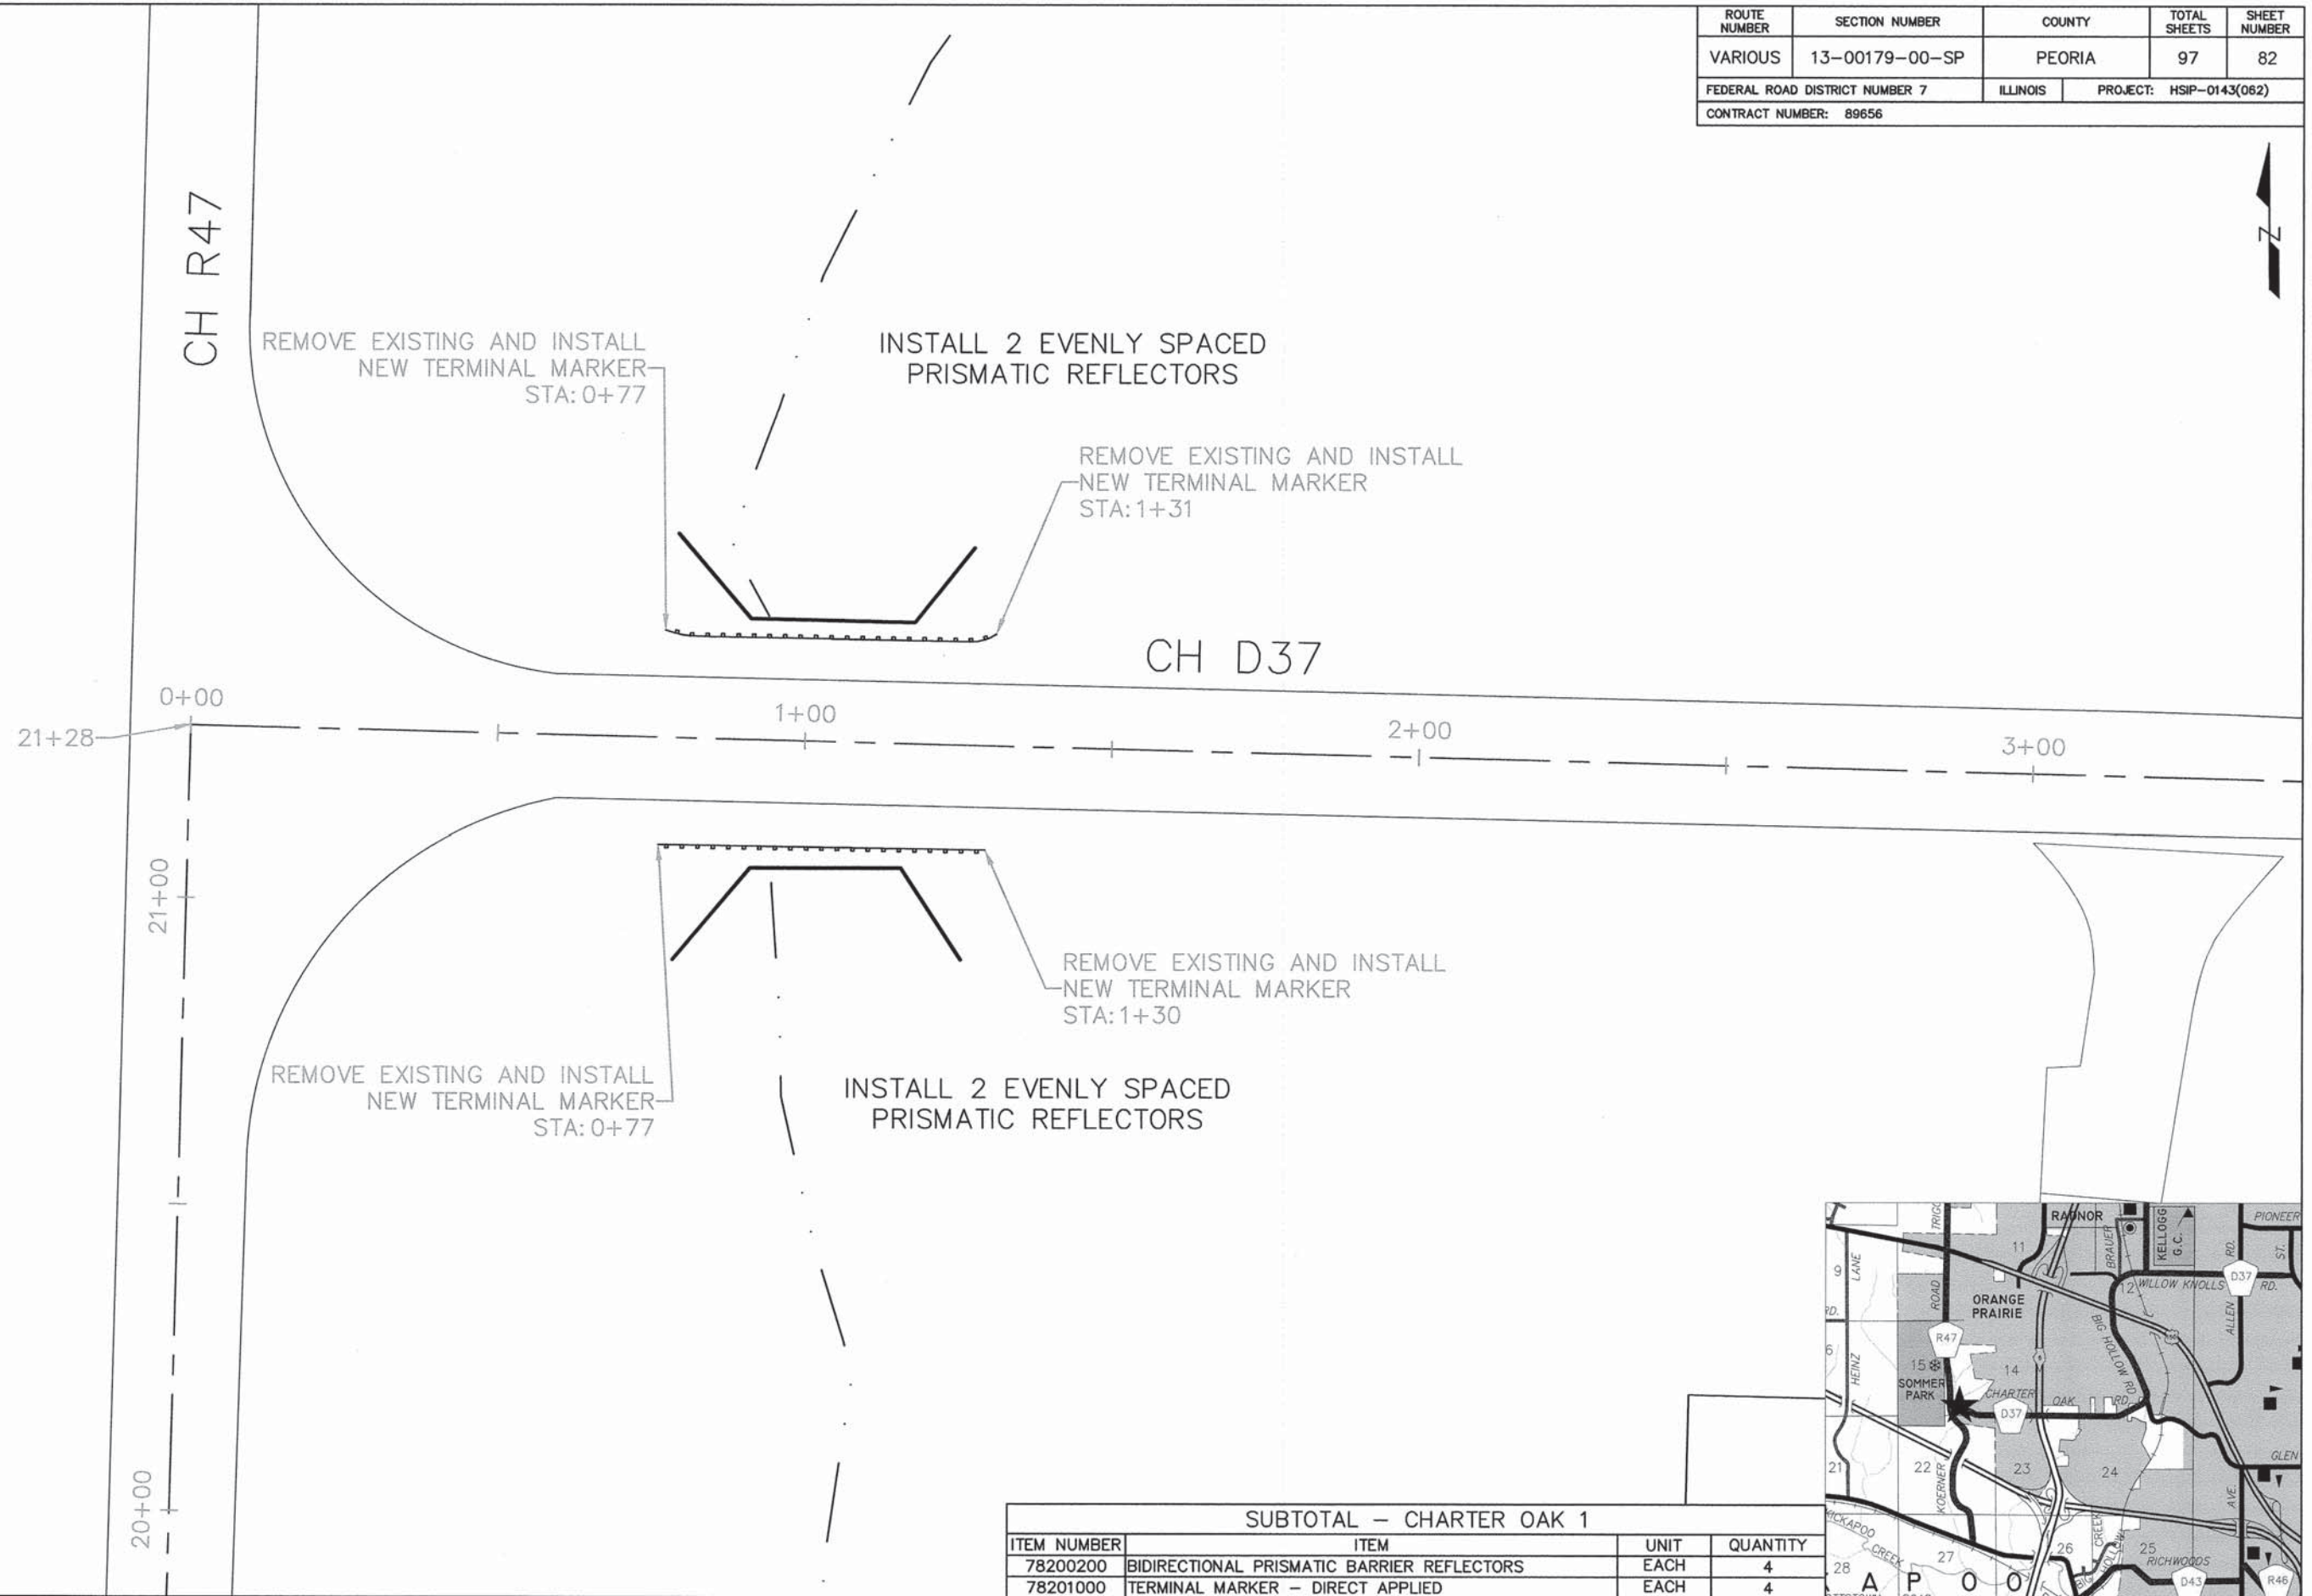 ROUTE NUMBER
SECTION NUMBER
COUNTY
TOTAL SHEETS
SHEET NUMBER
VARIOUS
13-00179-00-SP
PEORIA
97
82
FEDERAL ROAD DISTRICT NUMBER 7
ILLINOIS
PROJECT: HSIP-0143(062)
CONTRACT NUMBER: 89656
Z
CH R47
REMOVE EXISTING AND INSTALL
NEW TERMINAL MARKER
STA: 0+77
INSTALL 2 EVENLY SPACED
PRISMATIC REFLECTORS
REMOVE EXISTING AND INSTALL
NEW TERMINAL MARKER
STA: 1+31
CH D37
0+00
21+28
1+00
2+00
3+00
21+00
REMOVE EXISTING AND INSTALL
NEW TERMINAL MARKER
STA: 1+30
REMOVE EXISTING AND INSTALL
NEW TERMINAL MARKER
STA: 0+77
INSTALL 2 EVENLY SPACED
PRISMATIC REFLECTORS
20+00
SUBTOTAL - CHARTER OAK 1
ITEM NUMBER ITEM UNIT QUANTITY
78200200 BIDIRECTIONAL PRISMATIC BARRIER REFLECTORS EACH 4
78201000 TERMINAL MARKER - DIRECT APPLIED EACH 4
RADNOR
BRAUER
KELLOGG G.C.
PIONEER
RD.
ST.
11
9
LANE
ROAD
12
WILLOW KNOLLS
D37
RD.
ORANGE PRAIRIE
RD.
R47
BIG HOLLOW RD
ALLEN
HEINZ
15
14
SOMMER PARK
CHARTER
OAK
RD.
D37
21
22
KOERNER
23
24
GLEN
AVE.
KICKAPOO
CREEK
27
26
CREEK
25
RICHWOODS
28
A P O O
D43
R46